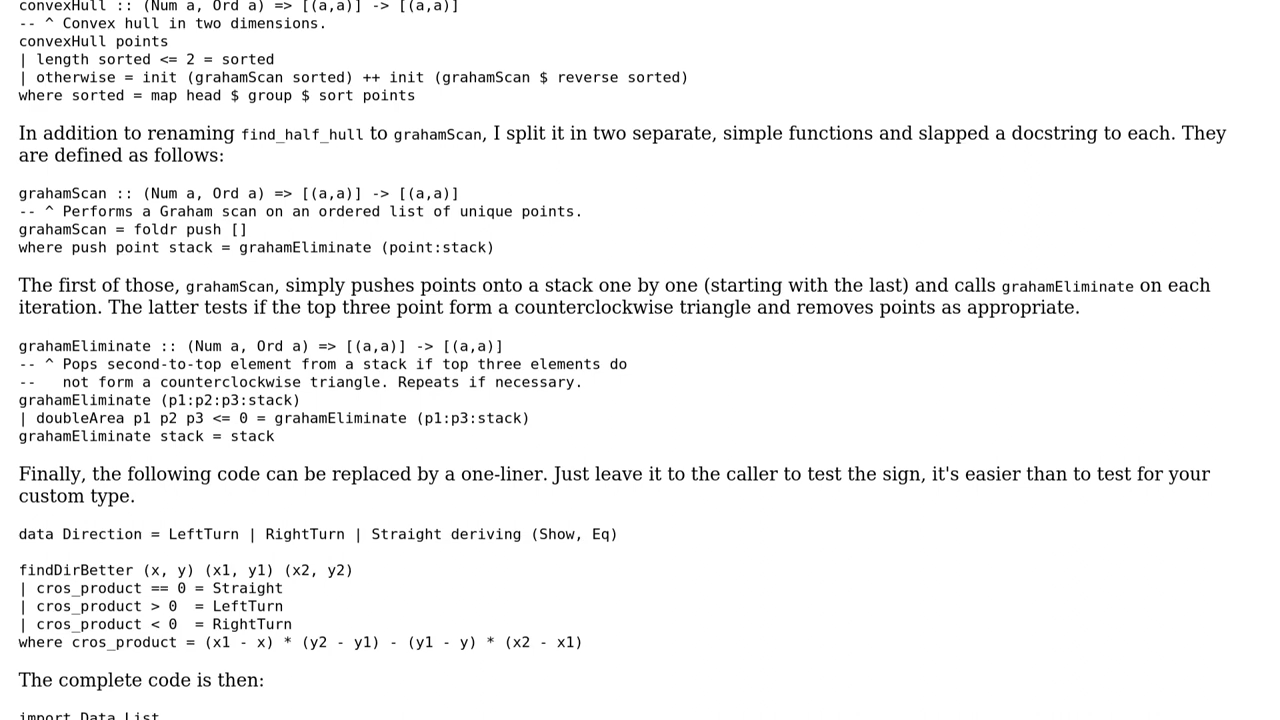 convexHull :: (Num a, Ord a) => [(a,a)] -> [(a,a)]
-- ^ Convex hull in two dimensions.
convexHull points
| length sorted <= 2 = sorted
| otherwise = init (grahamScan sorted) ++ init (grahamScan $ reverse sorted)
where sorted = map head $ group $ sort points
In addition to renaming find_half_hull to grahamScan, I split it in two separate, simple functions and slapped a docstring to each. They
are defined as follows:
grahamScan :: (Num a, Ord a) => [(a,a)] -> [(a,a)]
-- ^ Performs a Graham scan on an ordered list of unique points.
grahamScan = foldr push []
where push point stack = grahamEliminate (point:stack)
The first of those, grahamScan, simply pushes points onto a stack one by one (starting with the last) and calls grahamEliminate on each
iteration. The latter tests if the top three point form a counterclockwise triangle and removes points as appropriate.
grahamEliminate :: (Num a, Ord a) => [(a,a)] -> [(a,a)]
-- ^ Pops second-to-top element from a stack if top three elements do
--   not form a counterclockwise triangle. Repeats if necessary.
grahamEliminate (p1:p2:p3:stack)
| doubleArea p1 p2 p3 <= 0 = grahamEliminate (p1:p3:stack)
grahamEliminate stack = stack
Finally, the following code can be replaced by a one-liner. Just leave it to the caller to test the sign, it's easier than to test for your
custom type.
data Direction = LeftTurn | RightTurn | Straight deriving (Show, Eq)
findDirBetter (x, y) (x1, y1) (x2, y2)
| cros_product == 0 = Straight
| cros_product > 0  = LeftTurn
| cros_product < 0  = RightTurn
where cros_product = (x1 - x) * (y2 - y1) - (y1 - y) * (x2 - x1)
The complete code is then:
import Data.List